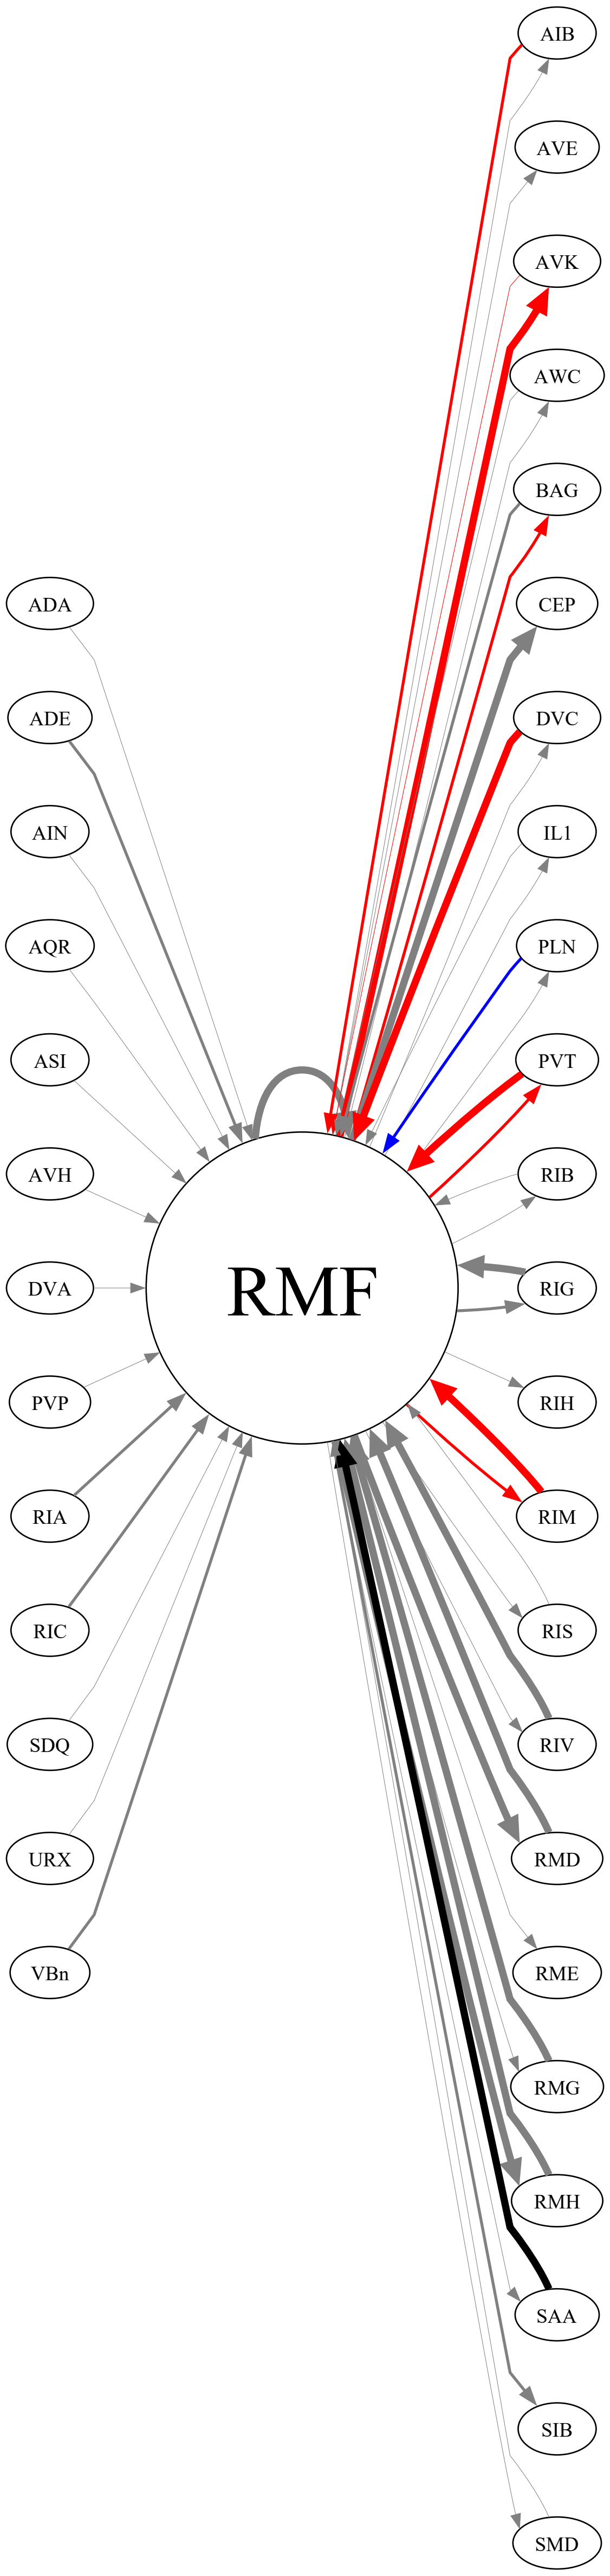 AIB
AVE
AVK
AWC
BAG
CEP
ADA
DVC
ADE
IL1
AIN
PLN
AQR
PVT
ASI
RIB
AVH
RMF
RIG
DVA
RIH
PVP
RIM
RIA
RIS
RIC
RIV
SDQ
RMD
URX
RME
VBn
RMG
RMH
SAA
SIB
SMD